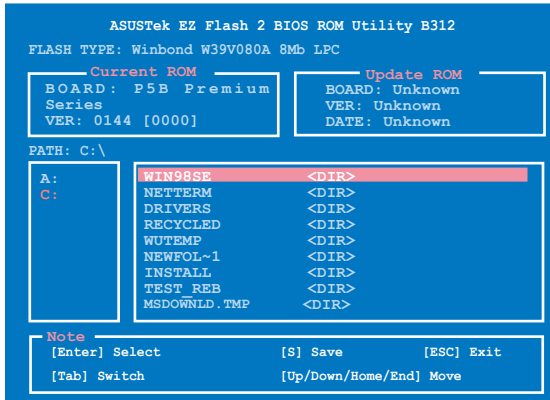 ASUSTek EZ Flash 2 BIOS ROM Utility B312
FLASH TYPE: Winbond W39V080A 8Mb LPC
Current ROM
BOARD: P5B Premium
Series
VER: 0144 [0000]
Update ROM
BOARD: Unknown
VER: Unknown
DATE: Unknown
PATH: C:\
A:
C:
WIN98SE <DIR>
NETTERM <DIR>
DRIVERS <DIR>
RECYCLED <DIR>
WUTEMP <DIR>
NEWFOL~1 <DIR>
INSTALL <DIR>
TEST_REB <DIR>
MSDOWNLD.TMP <DIR>
Note
[Enter] Select [S] Save [ESC] Exit
[Tab] Switch [Up/Down/Home/End] Move